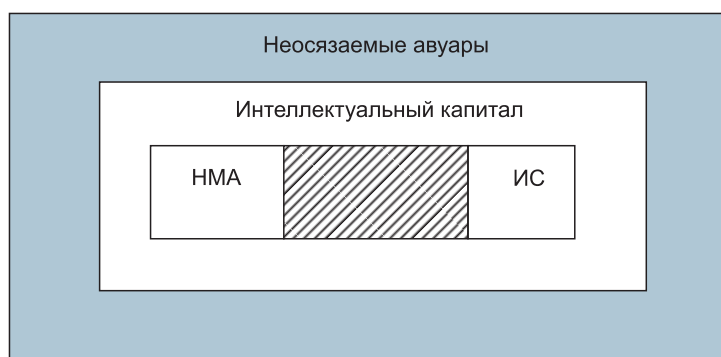 Неосязаемые авуары
Интеллектуальный капитал
НМА ИС